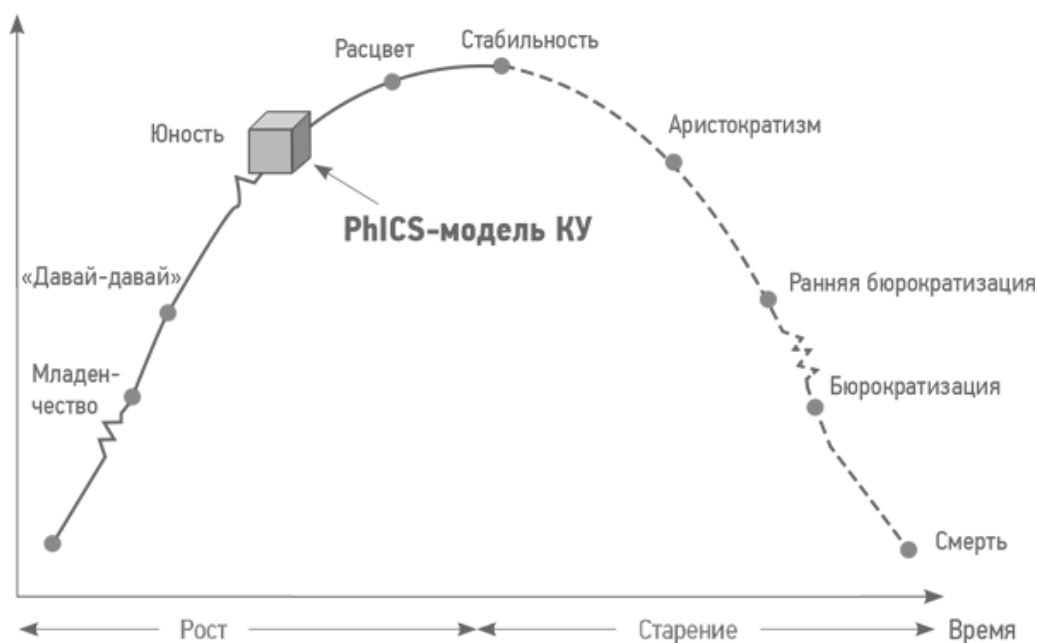 Расцвет
Стабильность
Юность
Аристократизм
PhICS-модель КУ
«Давай-давай»
Ранняя бюрократизация
Младен-
чество
Бюрократизация
Смерть
Рост
Старение
Время